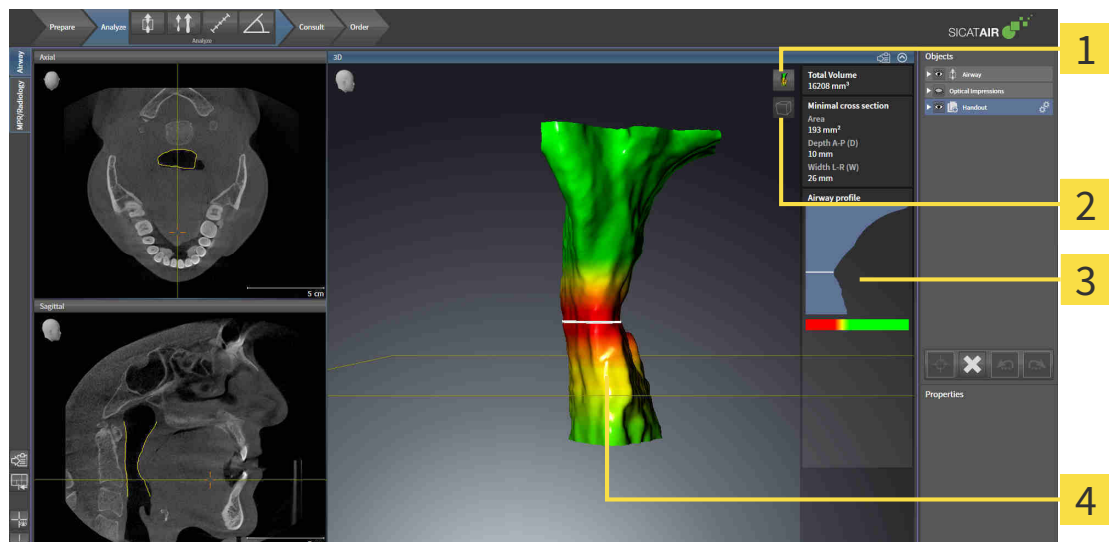 Prepare
Analyze
Analyze
Consult
Order
SICATAIR
Airway
MPR/Radiology
Axial
5 cm
Sagittal
3D
Total Volume
16208 mm³
Minimal cross section
Area
193 mm²
Depth A-P (D)
10 mm
Width L-R (W)
26 mm
Airway profile
Objects
Airway
Optical Impressions
Handout
Properties
1
2
3
4